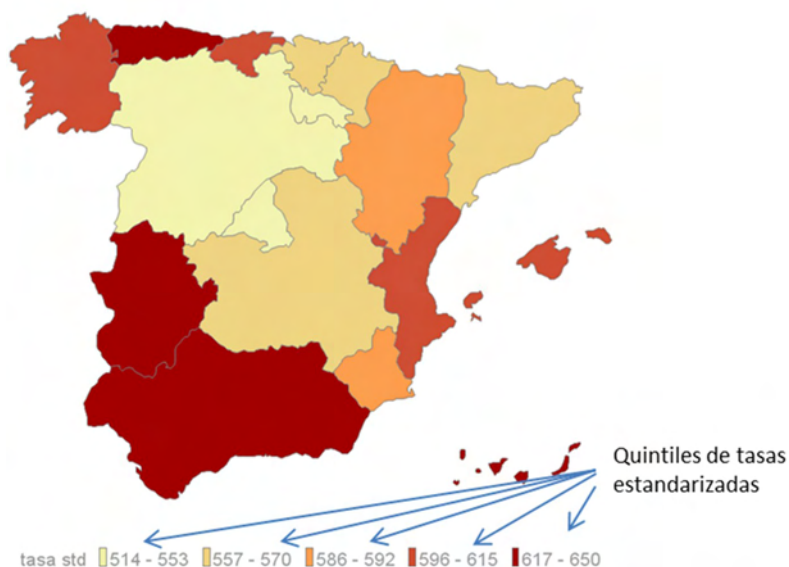 Quintiles de tasas
estandarizadas
tasa std 514 - 553 557 - 570 586 - 592 596 - 615 617 - 650